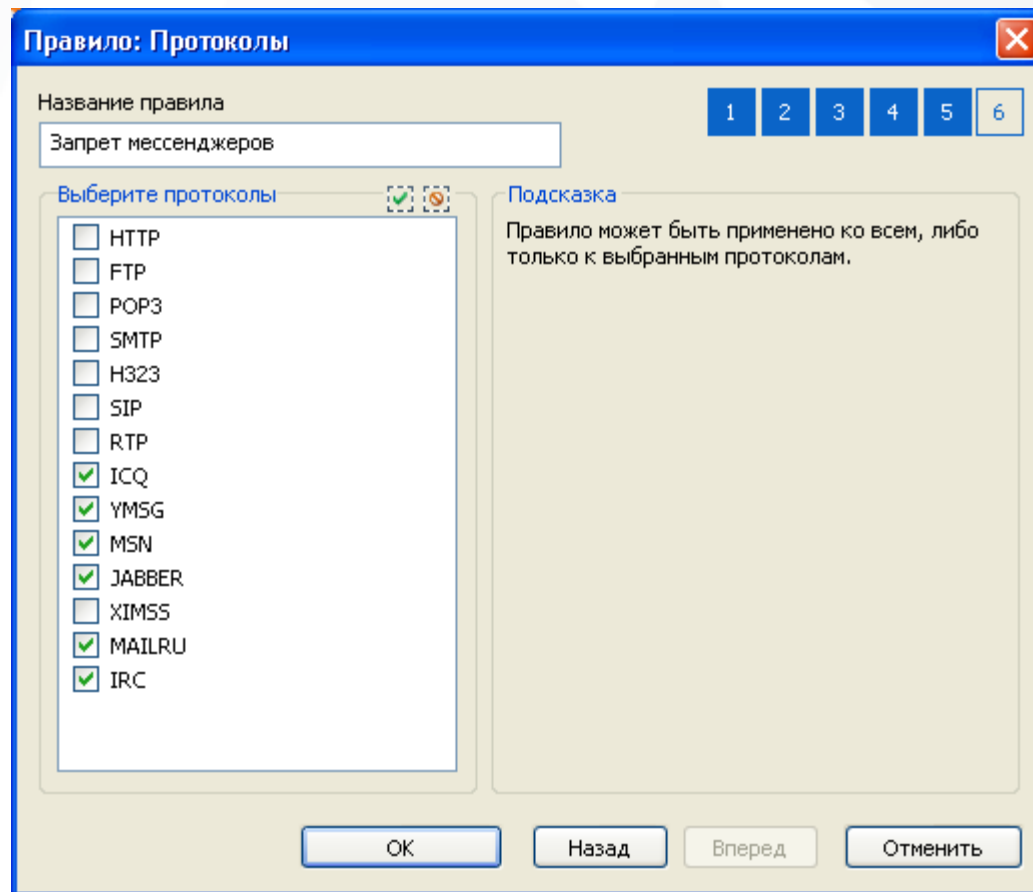 Правило: Протоколы
Название правила
1 2 3 4 5 6
Запрет мессенджеров
Выберите протоколы
HTTP
FTP
POP3
SMTP
H323
SIP
RTP
ICQ
YMSG
MSN
JABBER
XIMSS
MAILRU
IRC
Подсказка
Правило может быть применено ко всем, либо
только к выбранным протоколам.
ОК
Назад
Вперед
Отменить